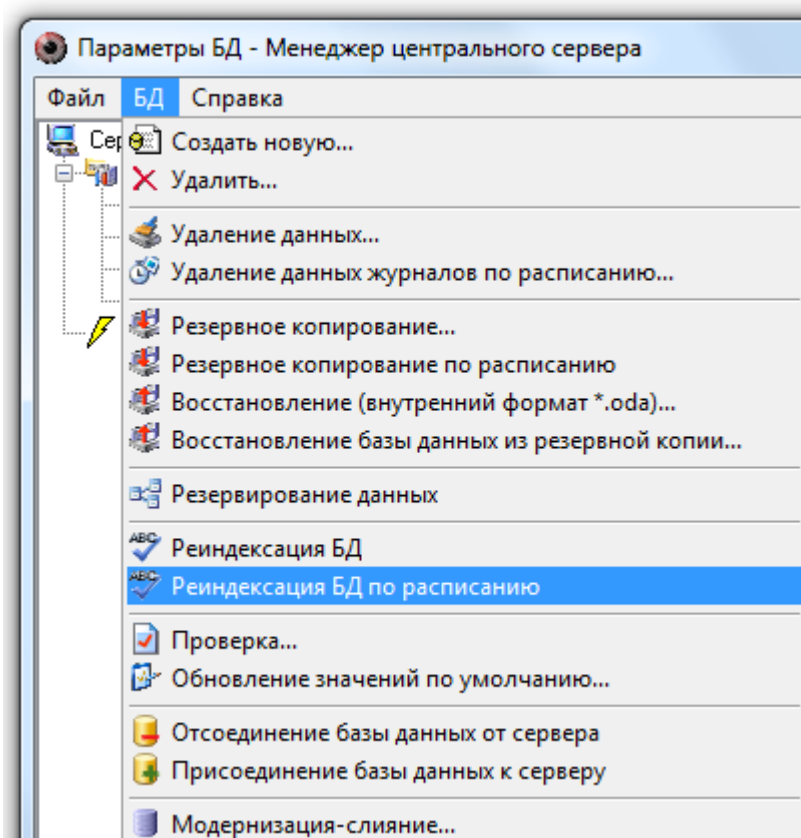 Параметры БД - Менеджер центрального сервера
Файл БД Справка
Сер
Создать новую...
Удалить...
Удаление данных...
Удаление данных журналов по расписанию...
Резервное копирование...
Резервное копирование по расписанию
Восстановление (внутренний формат *.oda)...
Восстановление базы данных из резервной копии...
Резервирование данных
ABC
Реиндексация БД
ABC
Реиндексация БД по расписанию
Проверка...
Обновление значений по умолчанию...
Отсоединение базы данных от сервера
Присоединение базы данных к серверу
Модернизация-слияние...